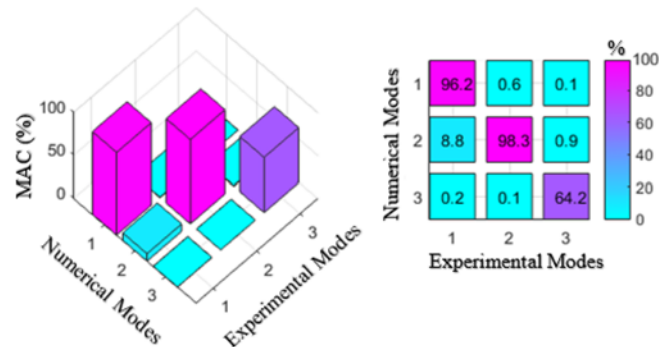 MAC (%)
100
50
0
1
2
3
Numerical Modes
1
2
3
Experimental Modes
Numerical Modes
1
2
3
96.2 0.6 0.1
8.8 98.3 0.9
0.2 0.1 64.2
1 2 3
Experimental Modes
%
100
80
60
40
20
0